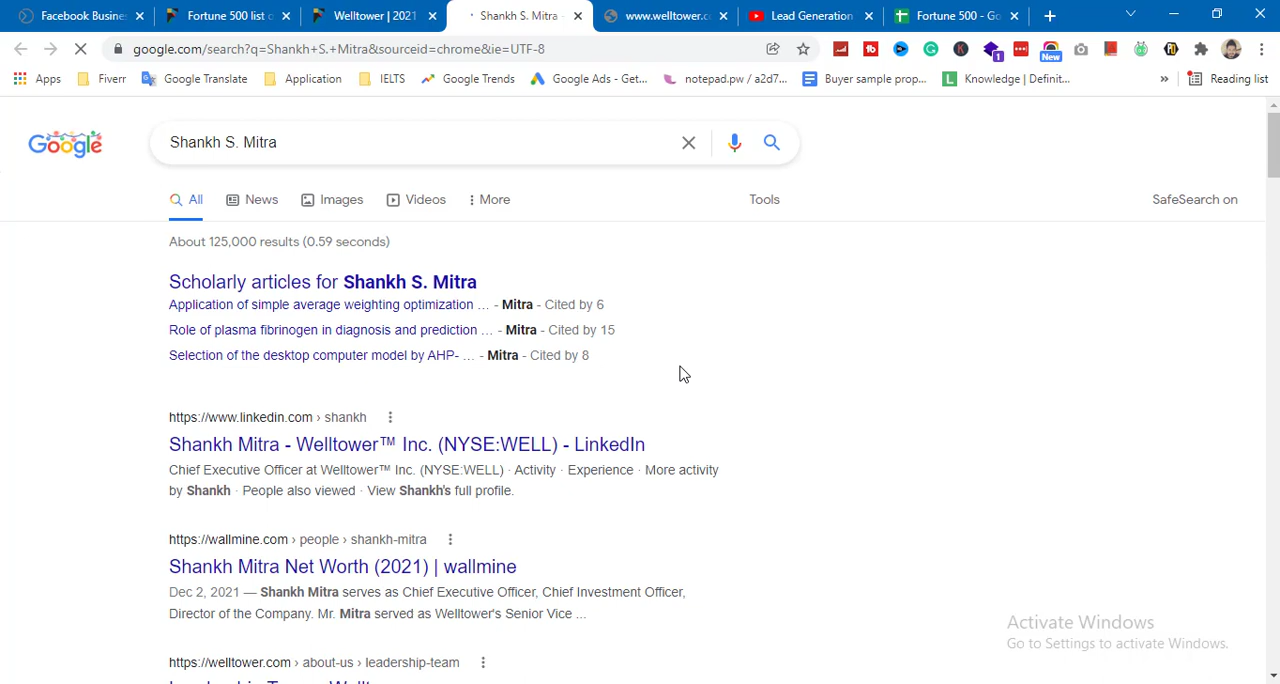 Facebook Busine:
Fortune 500 list o
Welltower | 2021
Shankh S. Mitra -
www.welltower.c
Lead Generation
Fortune 500 - Go
google.com/search?q=Shankh+S.+Mitra&sourceid=chrome&ie=UTF-8
1
New
Apps
Fiverr
Google Translate
Application
IELTS
Google Trends
Google Ads - Get...
notepad.pw / a2d7...
Buyer sample prop...
L Knowledge | Definit...
»
Reading list
Google
Shankh S. Mitra
All
News
Images
Videos
More
Tools
SafeSearch on
About 125,000 results (0.59 seconds)
Scholarly articles for Shankh S. Mitra
Application of simple average weighting optimization ... - Mitra - Cited by 6
Role of plasma fibrinogen in diagnosis and prediction ... - Mitra - Cited by 15
Selection of the desktop computer model by AHP- ... - Mitra - Cited by 8
https://www.linkedin.com › shankh
Shankh Mitra - Welltower™ Inc. (NYSE:WELL) - LinkedIn
Chief Executive Officer at Welltower™ Inc. (NYSE:WELL) · Activity · Experience · More activity
by Shankh · People also viewed · View Shankh's full profile.
https://wallmine.com › people › shankh-mitra
Shankh Mitra Net Worth (2021) | wallmine
Dec 2, 2021 — Shankh Mitra serves as Chief Executive Officer, Chief Investment Officer,
Director of the Company. Mr. Mitra served as Welltower's Senior Vice ...
https://welltower.com › about-us › leadership-team
Activate Windows
Go to Settings to activate Windows.